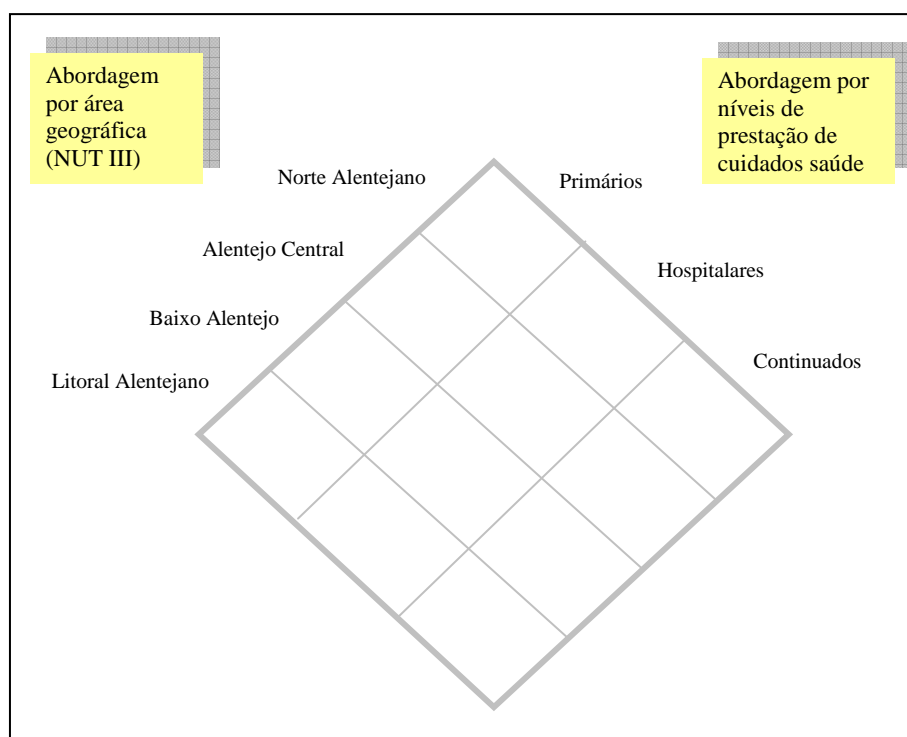 Abordagem
por área
geográfica
(NUT III)
Abordagem por
níveis de
prestação de
cuidados saúde
Norte Alentejano
Primários
Alentejo Central
Hospitalares
Baixo Alentejo
Continuados
Litoral Alentejano